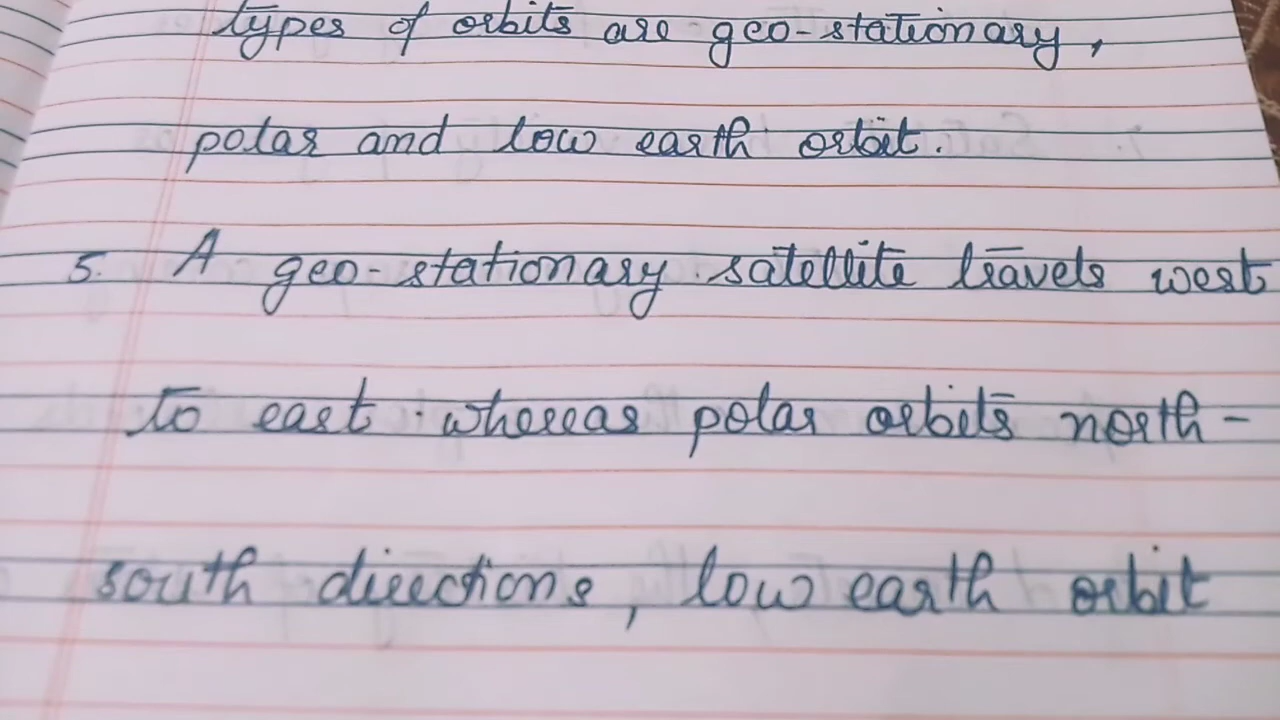 types of orbits are geo-stationary,
polar and low earth orbit.
5. A geo-stationary satellite travels west
to east whereas polar orbits north-
south directions, low earth orbit